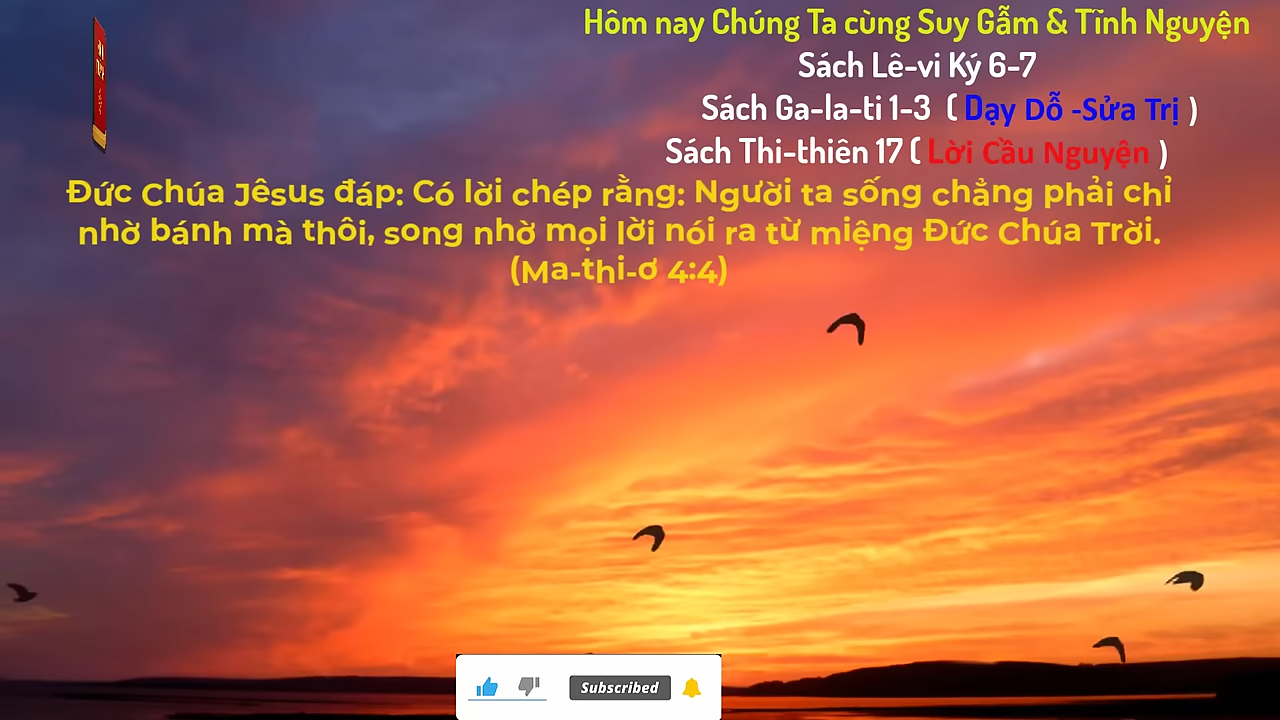 Hôm nay Chúng Ta cùng Suy Gẫm & Tĩnh Nguyện
Sách Lê-vi Ký 6-7
Sách Ga-la-ti 1-3 ( Dạy Dỗ -Sửa Trị )
Sách Thi-thiên 17 ( Lời Cầu Nguyện )
Đức Chúa Jêsus đáp: Có lời chép rằng: Người ta sống chẳng phải chỉ
nhờ bánh mà thôi, song nhờ mọi lời nói ra từ miệng Đức Chúa Trời.
(Ma-thi-ơ 4:4)
Subscribed